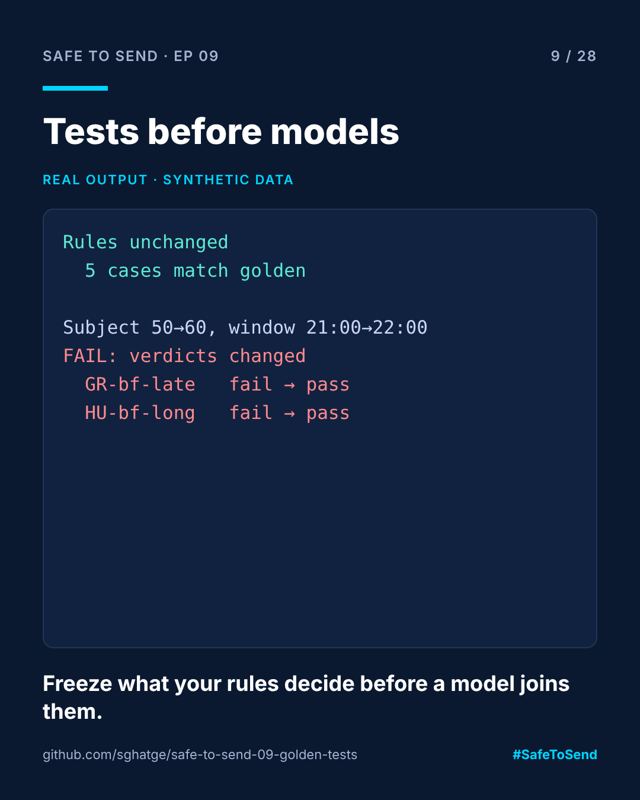 SAFE TO SEND · EP 09
9 / 28
Tests before models
REAL OUTPUT · SYNTHETIC DATA
Rules unchanged
  5 cases match golden
Subject 50→60, window 21:00→22:00
FAIL: verdicts changed
  GR-bf-late   fail → pass
  HU-bf-long   fail → pass
Freeze what your rules decide before a model joins
them.
github.com/sghatge/safe-to-send-09-golden-tests
#SafeToSend